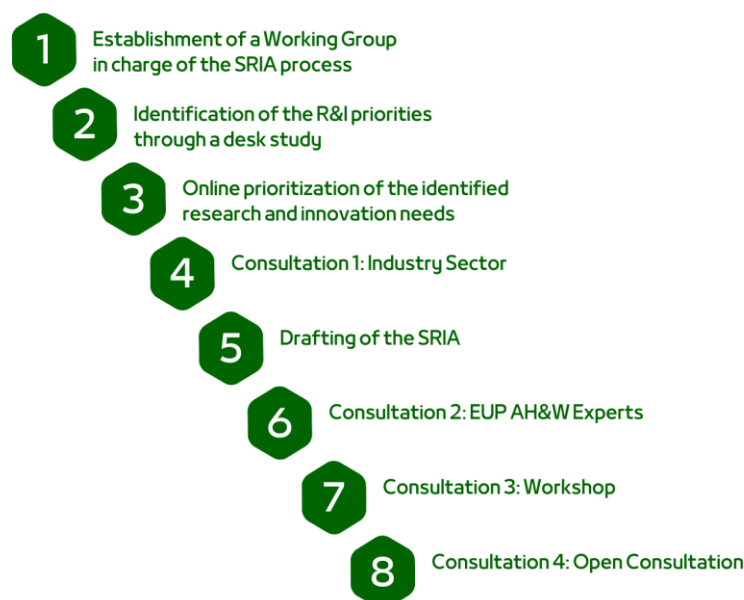 1
Establishment of a Working Group
in charge of the SRIA process
2
Identification of the R&I priorities
through a desk study
3
Online prioritization of the identified
research and innovation needs
4
Consultation 1: Industry Sector
5
Drafting of the SRIA
6
Consultation 2: EUP AH&W Experts
7
Consultation 3: Workshop
8
Consultation 4: Open Consultation